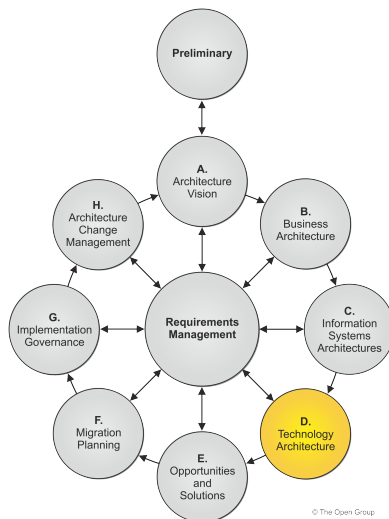 Preliminary
A.
Architecture
Vision
B.
Business
Architecture
C.
Information
Systems
Architectures
D.
Technology
Architecture
E.
Opportunities
and
Solutions
F.
Migration
Planning
G.
Implementation
Governance
H.
Architecture
Change
Management
Requirements
Management
© The Open Group